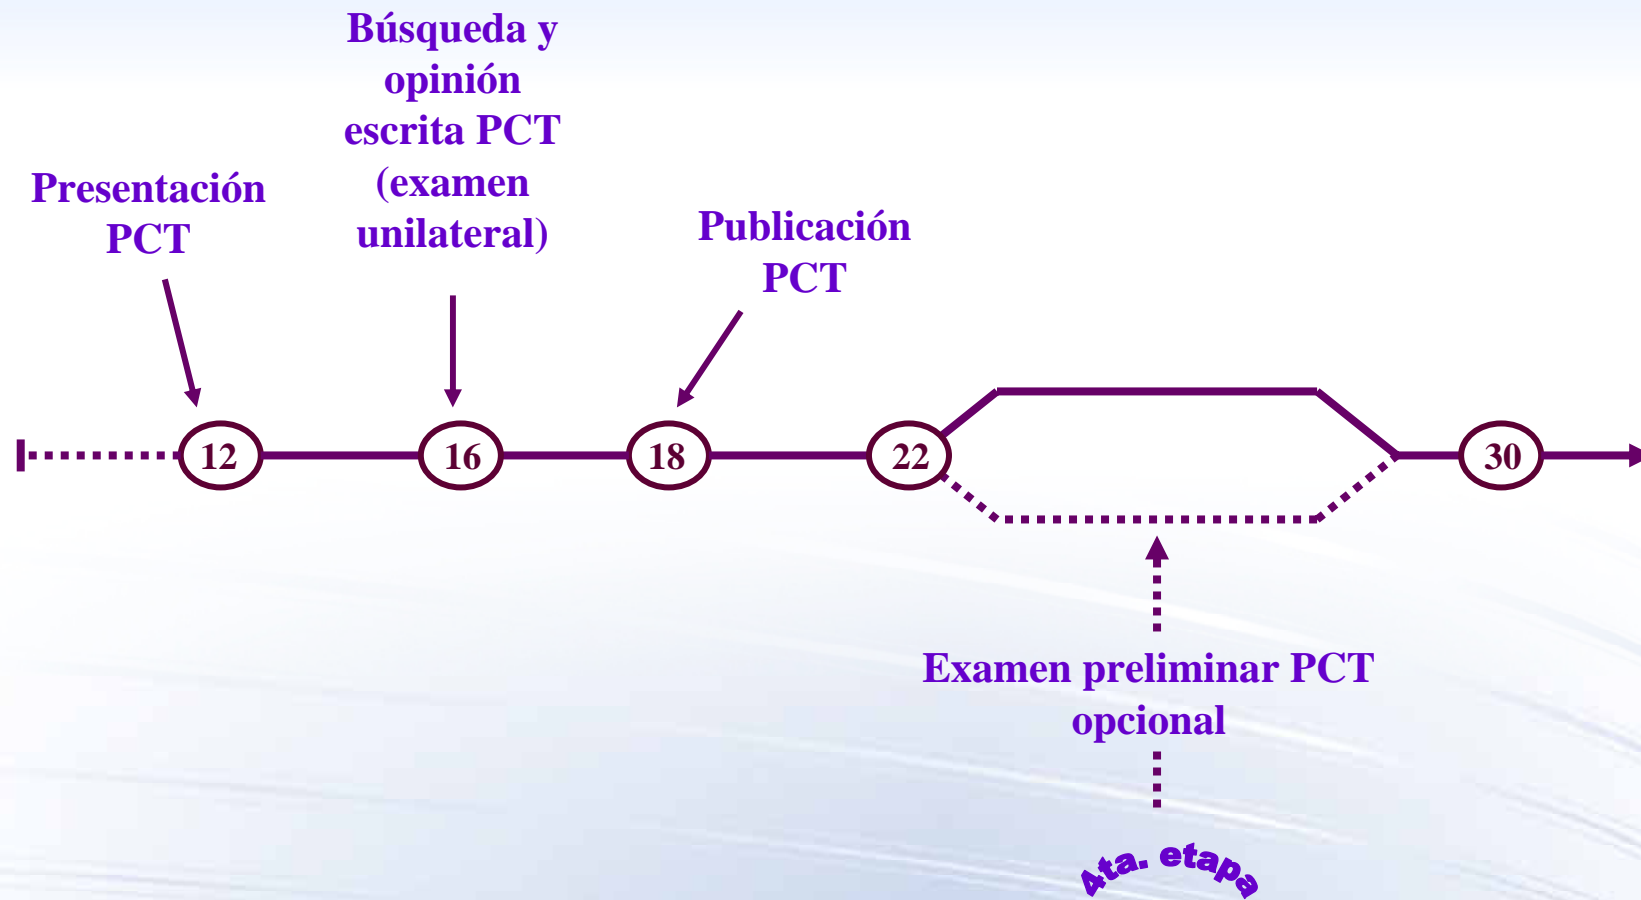 Búsqueda y
opinión
escrita PCT
(examen
unilateral)
Presentación
PCT
Publicación
PCT
12
16
18
22
30
Examen preliminar PCT
opcional
4ta. etapa